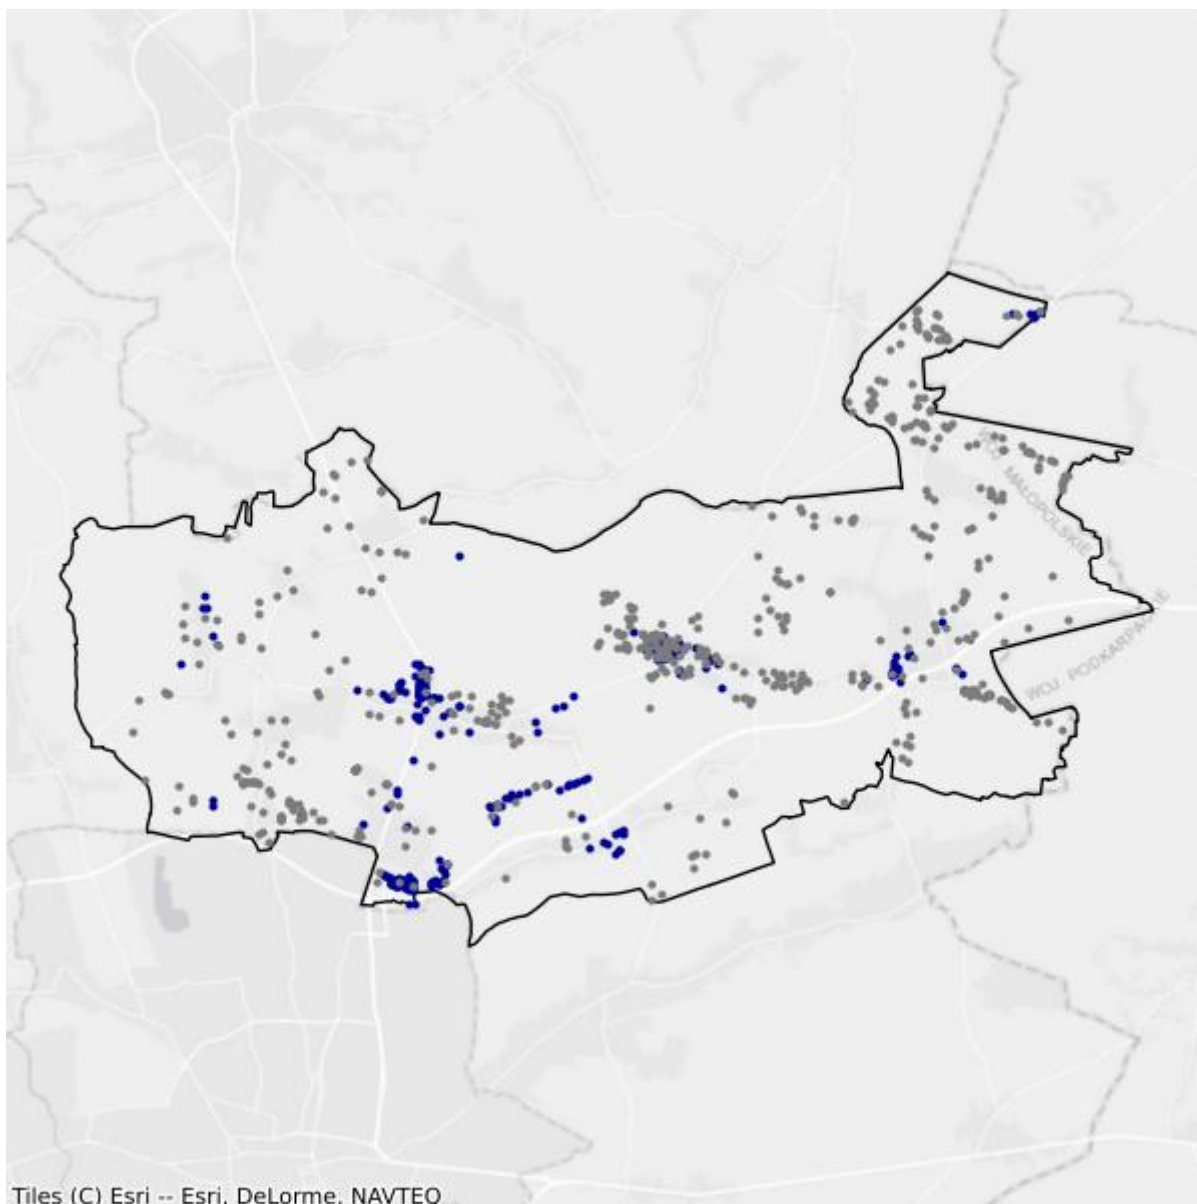 WOJ. MAŁOPOLSKIE
WOJ. PODKARPACKIE
Tiles (C) Esri -- Esri, DeLorme, NAVTEQ